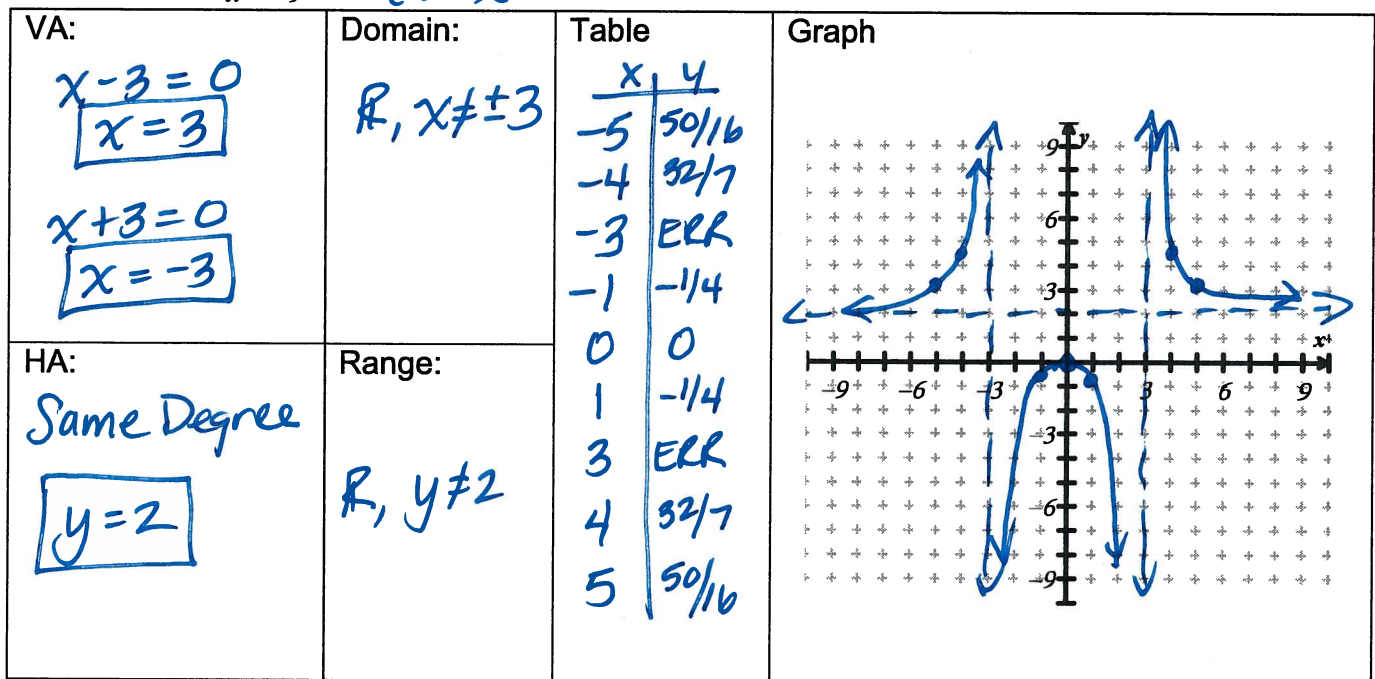 VA:
x-3=0
x=3
x+3=0
x=-3
Domain:
ℝ, x≠±3
HA:
Same Degree
y=2
Range:
ℝ, y≠2
Table
x y
-5 50/16
-4 32/7
-3 ERR
-1 -1/4
0 0
1 -1/4
3 ERR
4 32/7
5 50/16
Graph
y
9
6
3
x
-9 -6 -3 3 6 9
-3
-6
-9